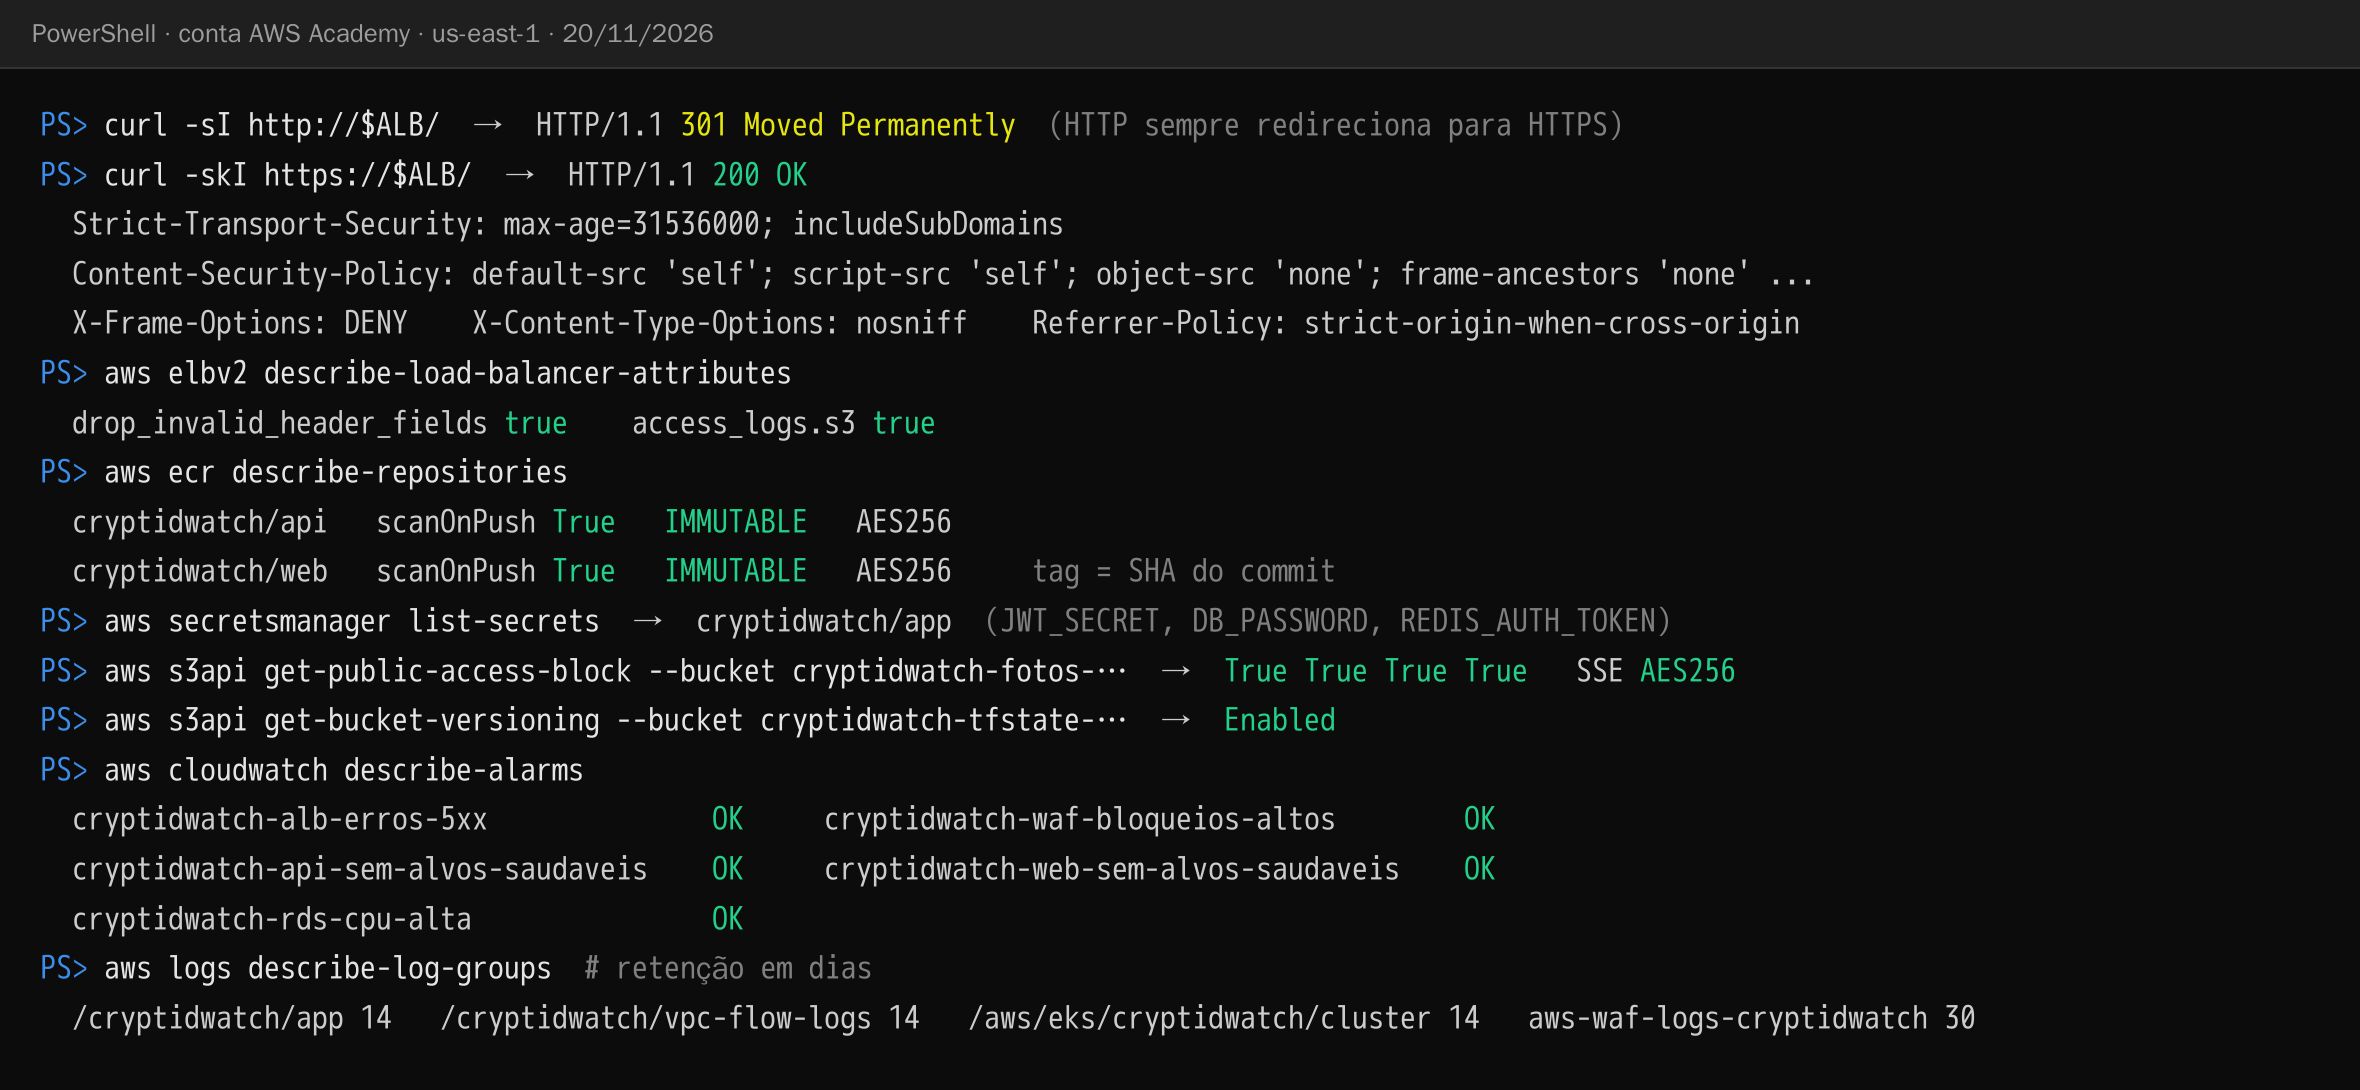 PowerShell · conta AWS Academy · us-east-1 · 20/11/2026
PS> curl -sI http://$ALB/ → HTTP/1.1 301 Moved Permanently (HTTP sempre redireciona para HTTPS)
PS> curl -skI https://$ALB/ → HTTP/1.1 200 OK
Strict-Transport-Security: max-age=31536000; includeSubDomains
Content-Security-Policy: default-src 'self'; script-src 'self'; object-src 'none'; frame-ancestors 'none' ...
X-Frame-Options: DENY X-Content-Type-Options: nosniff Referrer-Policy: strict-origin-when-cross-origin
PS> aws elbv2 describe-load-balancer-attributes
drop_invalid_header_fields true access_logs.s3 true
PS> aws ecr describe-repositories
cryptidwatch/api scanOnPush True IMMUTABLE AES256
cryptidwatch/web scanOnPush True IMMUTABLE AES256 tag = SHA do commit
PS> aws secretsmanager list-secrets → cryptidwatch/app (JWT_SECRET, DB_PASSWORD, REDIS_AUTH_TOKEN)
PS> aws s3api get-public-access-block --bucket cryptidwatch-fotos-⋯ → True True True True SSE AES256
PS> aws s3api get-bucket-versioning --bucket cryptidwatch-tfstate-⋯ → Enabled
PS> aws cloudwatch describe-alarms
cryptidwatch-alb-erros-5xx OK cryptidwatch-waf-bloqueios-altos OK
cryptidwatch-api-sem-alvos-saudaveis OK cryptidwatch-web-sem-alvos-saudaveis OK
cryptidwatch-rds-cpu-alta OK
PS> aws logs describe-log-groups # retenção em dias
/cryptidwatch/app 14 /cryptidwatch/vpc-flow-logs 14 /aws/eks/cryptidwatch/cluster 14 aws-waf-logs-cryptidwatch 30